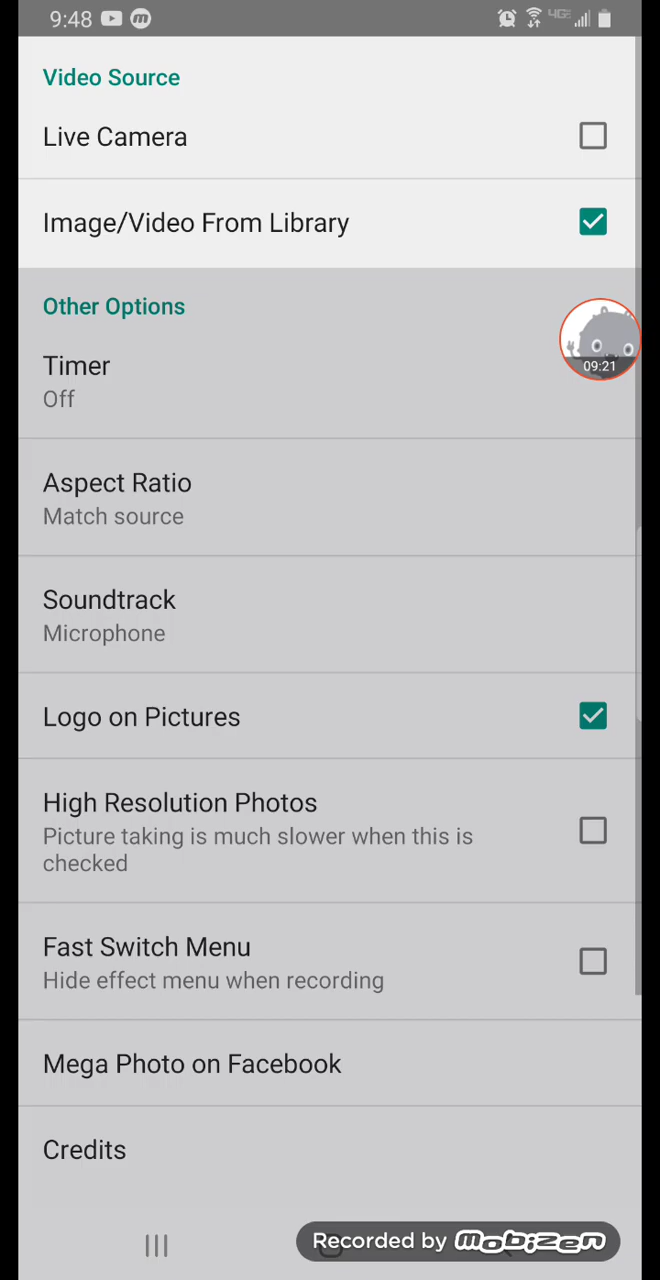 9:48
4GE
Video Source
Live Camera
Image/Video From Library
Other Options
Timer
Off
09:21
Aspect Ratio
Match source
Soundtrack
Microphone
Logo on Pictures
High Resolution Photos
Picture taking is much slower when this is
checked
Fast Switch Menu
Hide effect menu when recording
Mega Photo on Facebook
Credits
Recorded by mobizen